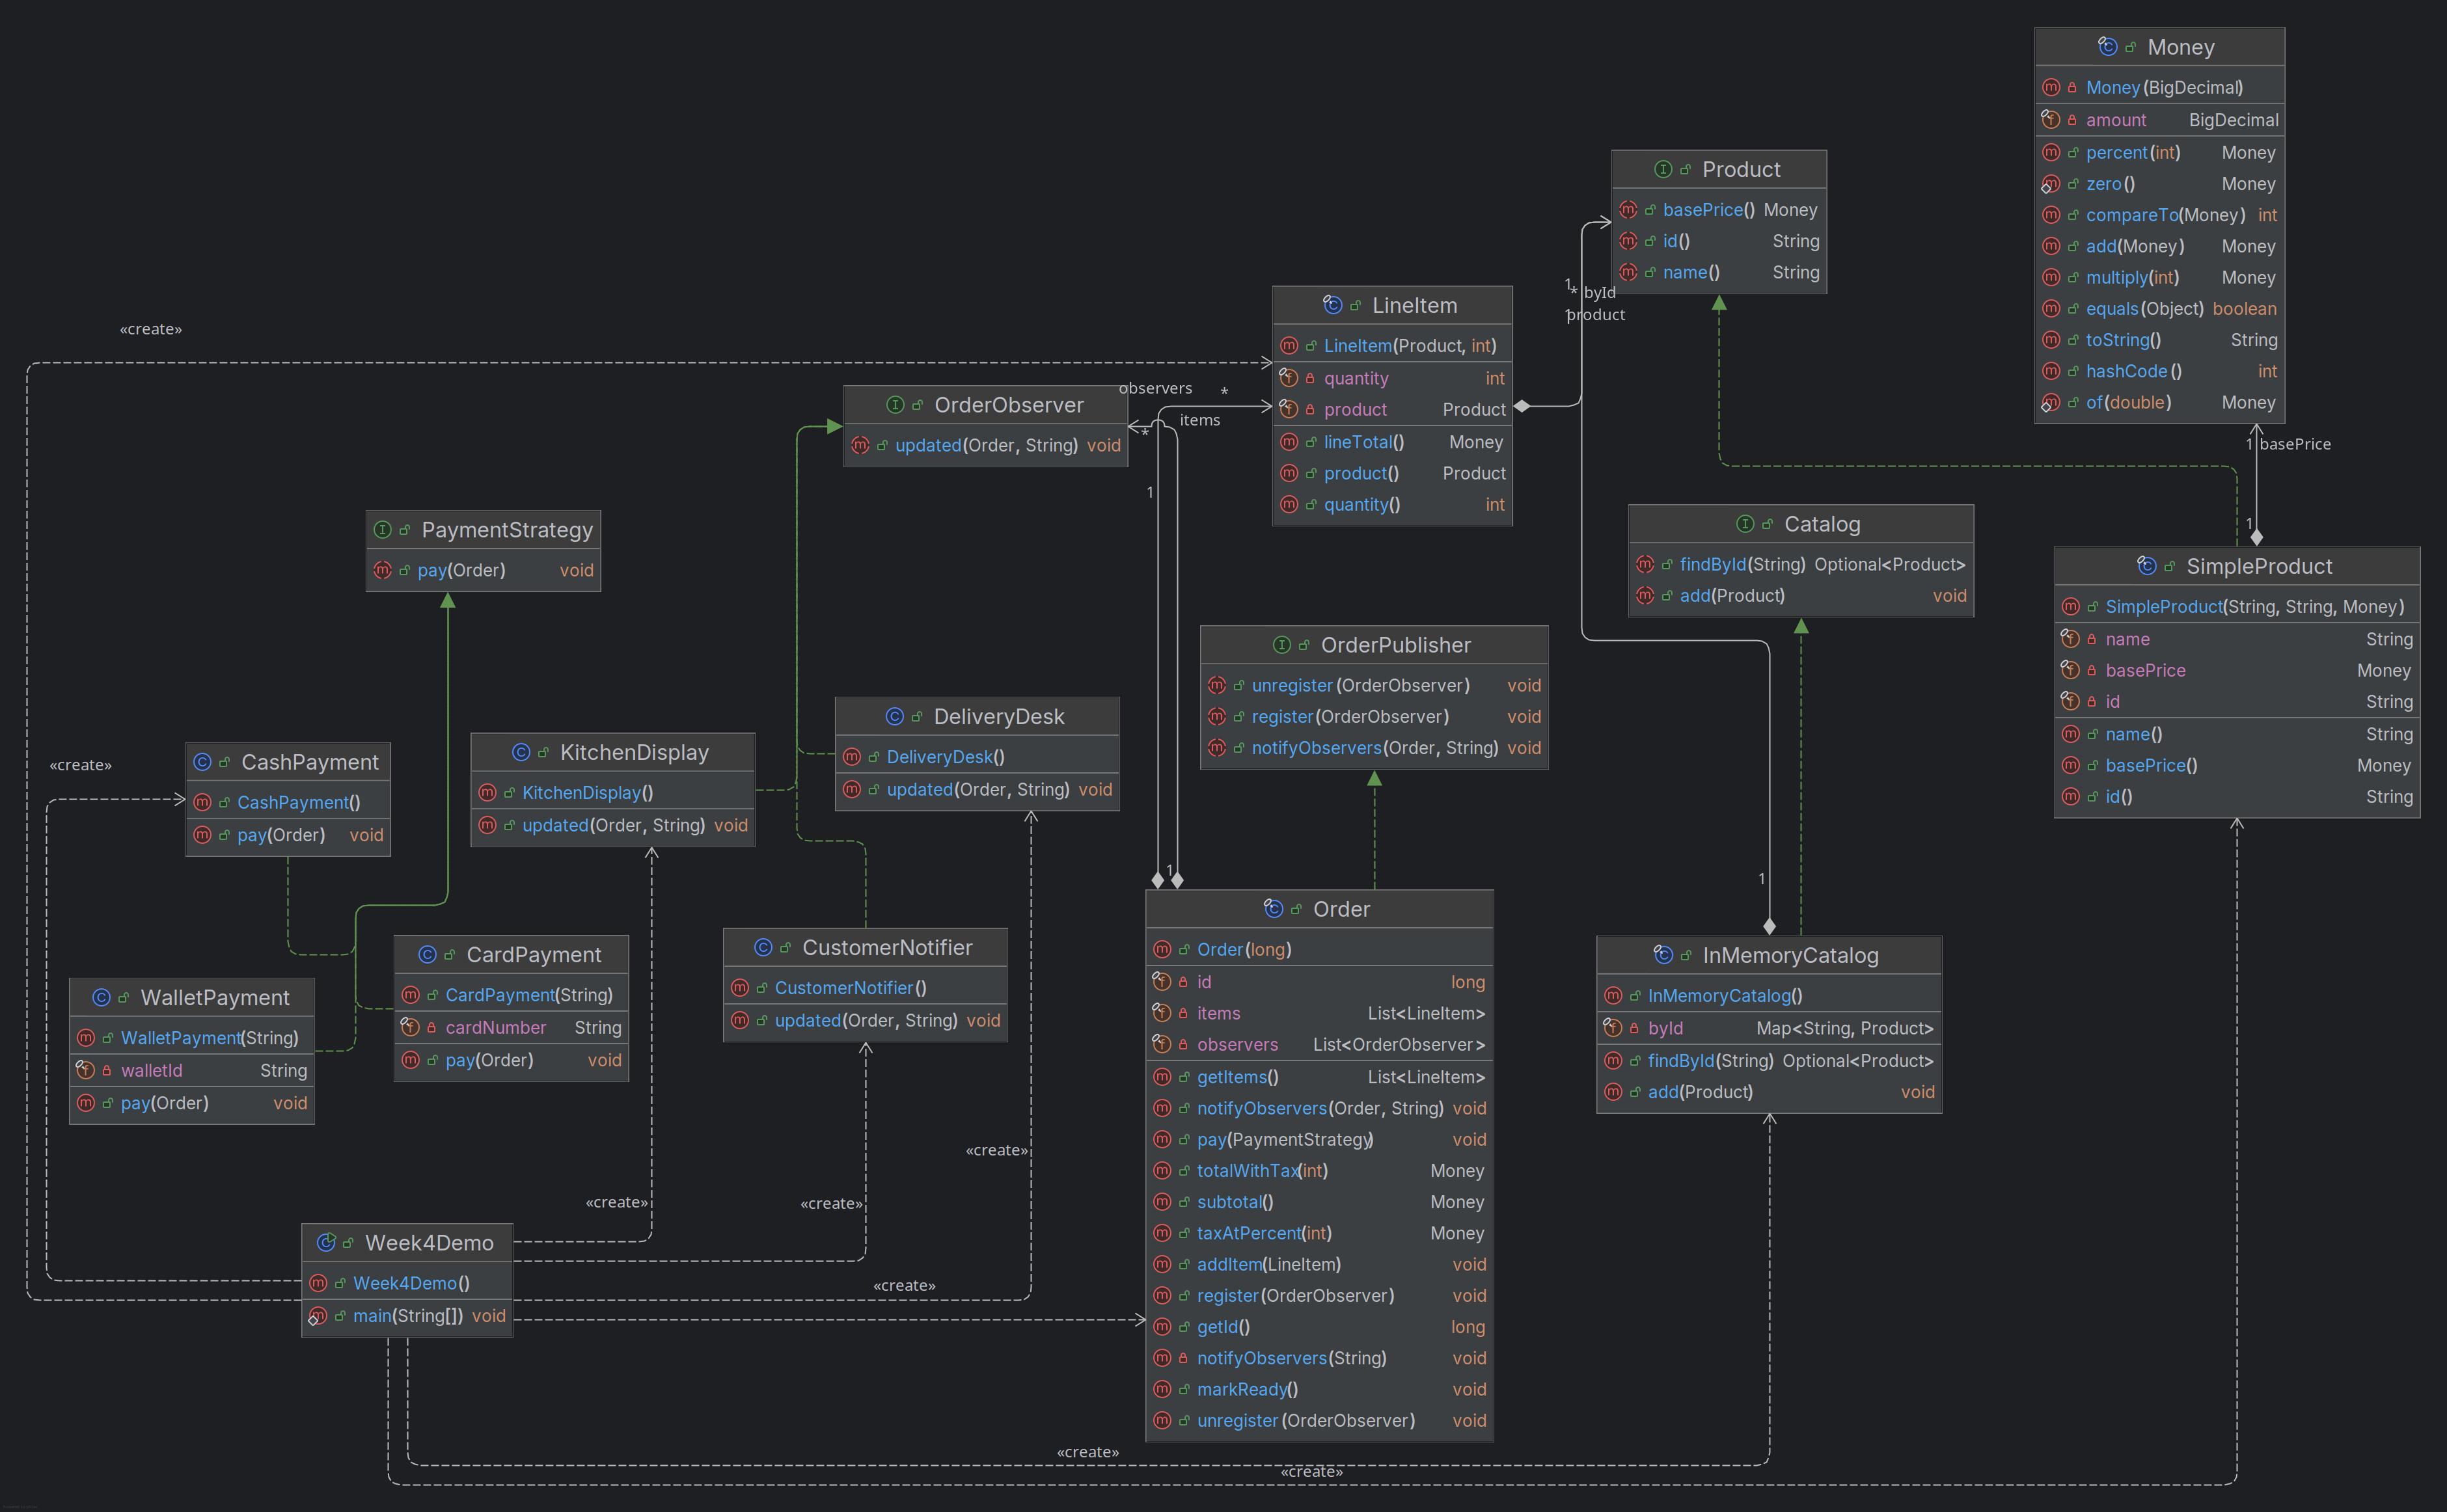 Money
Money(BigDecimal)
amount BigDecimal
percent(int) Money
zero() Money
compareTo(Money) int
add(Money) Money
multiply(int) Money
equals(Object) boolean
toString() String
hashCode() int
of(double) Money
Product
basePrice() Money
id() String
name() String
1
* byId
1
product
LineItem
LineItem(Product, int)
quantity int
product Product
lineTotal() Money
product() Product
quantity() int
«create»
observers *
items
*
1
OrderObserver
updated(Order, String) void
1 basePrice
1
PaymentStrategy
pay(Order) void
Catalog
findById(String) Optional<Product>
add(Product) void
SimpleProduct
SimpleProduct(String, String, Money)
name String
basePrice Money
id String
name() String
basePrice() Money
id() String
OrderPublisher
unregister(OrderObserver) void
register(OrderObserver) void
notifyObservers(Order, String) void
DeliveryDesk
DeliveryDesk()
updated(Order, String) void
KitchenDisplay
KitchenDisplay()
updated(Order, String) void
«create»
CashPayment
CashPayment()
pay(Order) void
1
1
Order
Order(long)
id long
items List<LineItem>
observers List<OrderObserver>
getItems() List<LineItem>
notifyObservers(Order, String) void
pay(PaymentStrategy) void
totalWithTax(int) Money
subtotal() Money
taxAtPercent(int) Money
addItem(LineItem) void
register(OrderObserver) void
getId() long
notifyObservers(String) void
markReady() void
unregister(OrderObserver) void
InMemoryCatalog
InMemoryCatalog()
byId Map<String, Product>
findById(String) Optional<Product>
add(Product) void
CustomerNotifier
CustomerNotifier()
updated(Order, String) void
CardPayment
CardPayment(String)
cardNumber String
pay(Order) void
WalletPayment
WalletPayment(String)
walletId String
pay(Order) void
«create»
«create»
«create»
Week4Demo
Week4Demo()
main(String[]) void
«create»
«create»
«create»